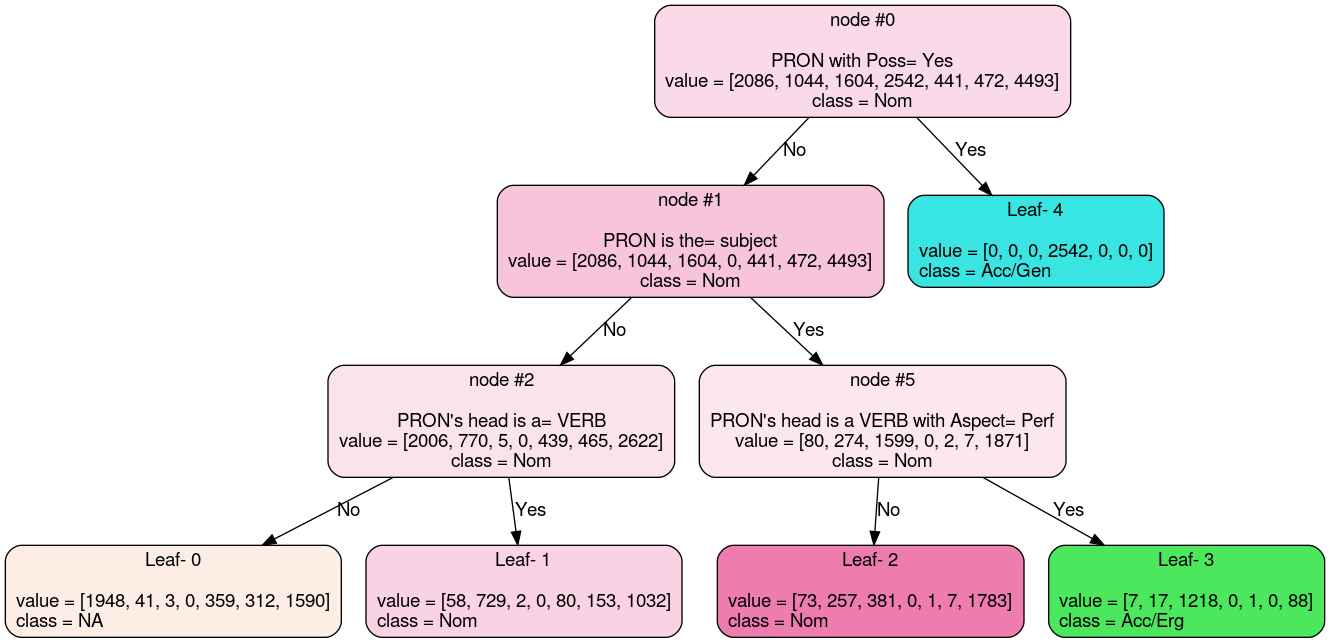 node #0
PRON with Poss= Yes
value = [2086, 1044, 1604, 2542, 441, 472, 4493]
class = Nom
No
Yes
node #1
PRON is the= subject
value = [2086, 1044, 1604, 0, 441, 472, 4493]
class = Nom
Leaf- 4
value = [0, 0, 0, 2542, 0, 0, 0]
class = Acc/Gen
No
Yes
node #2
PRON's head is a= VERB
value = [2006, 770, 5, 0, 439, 465, 2622]
class = Nom
node #5
PRON's head is a VERB with Aspect= Perf
value = [80, 274, 1599, 0, 2, 7, 1871]
class = Nom
No
Yes
No
Yes
Leaf- 0
value = [1948, 41, 3, 0, 359, 312, 1590]
class = NA
Leaf- 1
value = [58, 729, 2, 0, 80, 153, 1032]
class = Nom
Leaf- 2
value = [73, 257, 381, 0, 1, 7, 1783]
class = Nom
Leaf- 3
value = [7, 17, 1218, 0, 1, 0, 88]
class = Acc/Erg